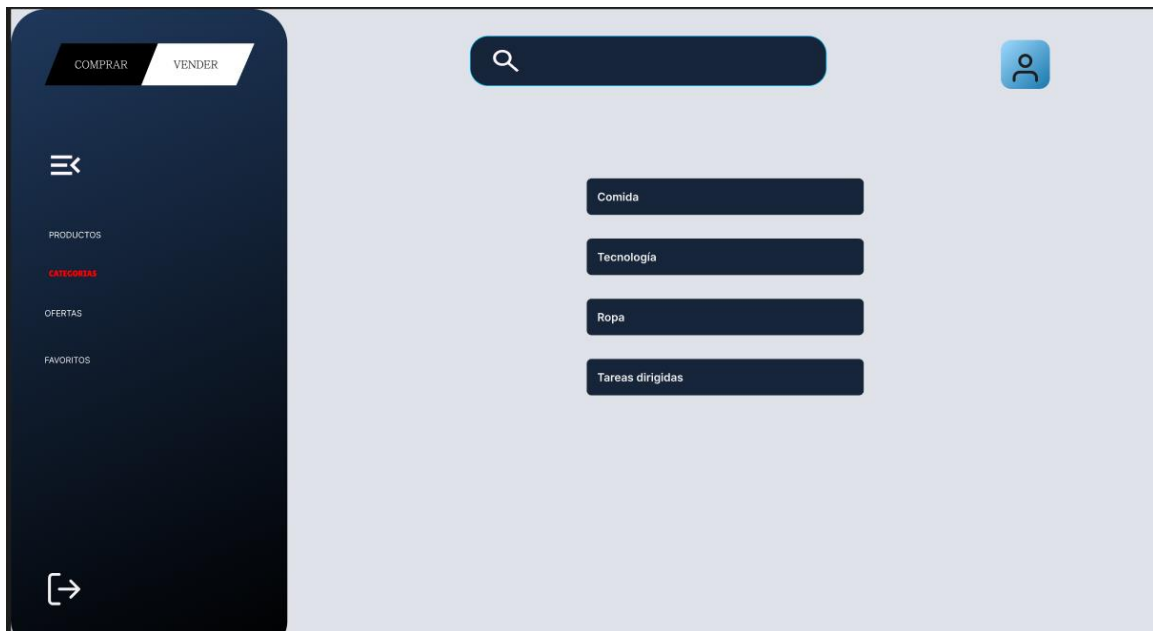 COMPRAR VENDER
PRODUCTOS
CATEGORIAS
OFERTAS
FAVORITOS
Comida
Tecnología
Ropa
Tareas dirigidas